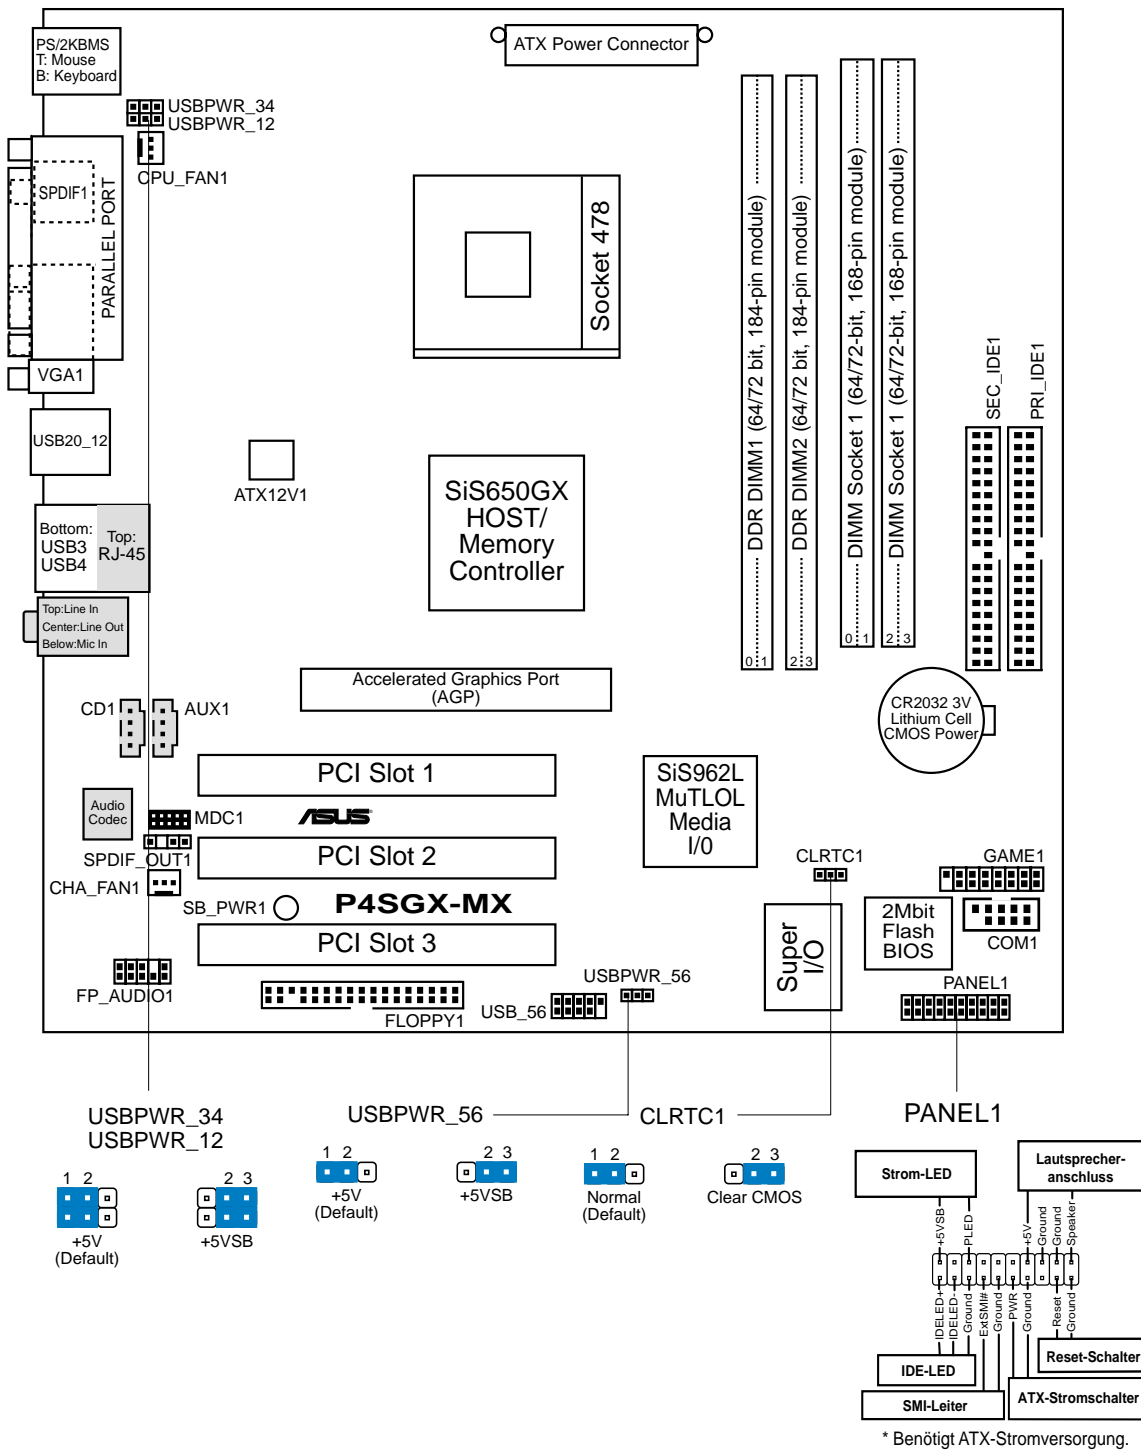 PS/2KBMS
T: Mouse
B: Keyboard
ATX Power Connector
USBPWR_34
USBPWR_12
CPU_FAN1
SPDIF1
PARALLEL PORT
Socket 478
VGA1
USB20_12
ATX12V1
SiS650GX
HOST/
Memory
Controller
DDR DIMM1 (64/72 bit, 184-pin module)
DDR DIMM2 (64/72 bit, 184-pin module)
DIMM Socket 1 (64/72-bit, 168-pin module)
DIMM Socket 1 (64/72-bit, 168-pin module)
0 1
2 3
0 1
2 3
SEC_IDE1
PRI_IDE1
Bottom:
USB3
USB4
Top:
RJ-45
Top:Line In
Center:Line Out
Below:Mic In
Accelerated Graphics Port
(AGP)
CR2032 3V
Lithium Cell
CMOS Power
CD1
AUX1
PCI Slot 1
SiS962L
MuTLOL
Media
I/0
Audio
Codec
MDC1
ASUS
SPDIF_OUT1
PCI Slot 2
CLRTC1
GAME1
CHA_FAN1
SB_PWR1
P4SGX-MX
Super
I/O
2Mbit
Flash
BIOS
COM1
PCI Slot 3
FP_AUDIO1
FLOPPY1
USB_56
USBPWR_56
PANEL1
USBPWR_34
USBPWR_12
USBPWR_56
CLRTC1
PANEL1
1 2
+5V
(Default)
2 3
+5VSB
1 2
+5V
(Default)
2 3
+5VSB
1 2
Normal
(Default)
2 3
Clear CMOS
Strom-LED
Lautsprecher-
anschluss
+5VSB
PLED
+5V
Ground
Ground
Speaker
IDELED+
IDELED-
Ground
ExtSMI#
Ground
PWR
Ground
Reset
Ground
IDE-LED
Reset-Schalter
SMI-Leiter
ATX-Stromschalter
* Benötigt ATX-Stromversorgung.